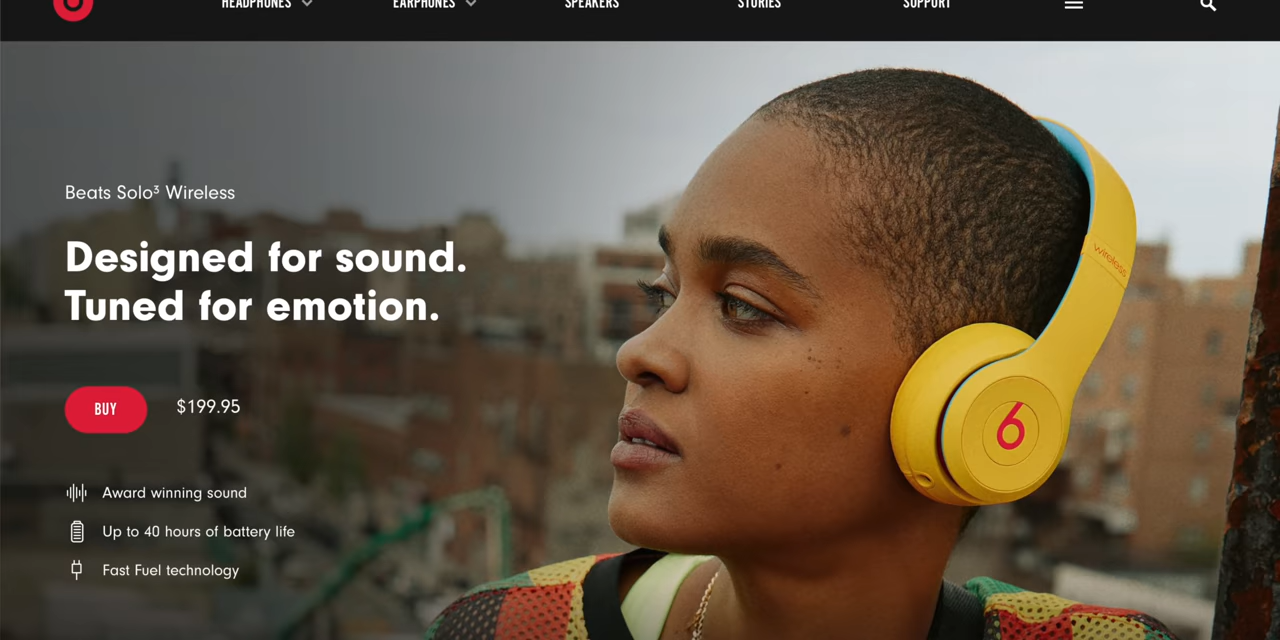 HEADPHONES
EARPHONES
SPEAKERS
STORIES
SUPPORT
Beats Solo³ Wireless
Designed for sound.
Tuned for emotion.
BUY
$199.95
Award winning sound
Up to 40 hours of battery life
Fast Fuel technology
wireless